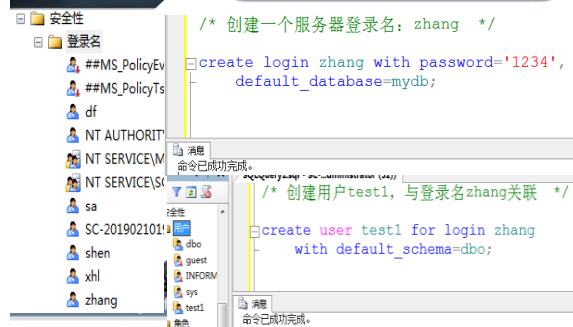 安全性
登录名
##MS_PolicyEv
##MS_PolicyTs
df
NT AUTHORIT
NT SERVICE\M
NT SERVICE\SQ
sa
SC-201902101
shen
xhl
zhang
/* 创建一个服务器登录名：zhang */
create login zhang with password='1234',
default_database=mydb;
消息
命令已成功完成。
全性
用户
dbo
guest
INFORM
sys
test1
角色
/* 创建用户test1，与登录名zhang关联 */
create user test1 for login zhang
with default_schema=dbo;
消息
命令已成功完成。